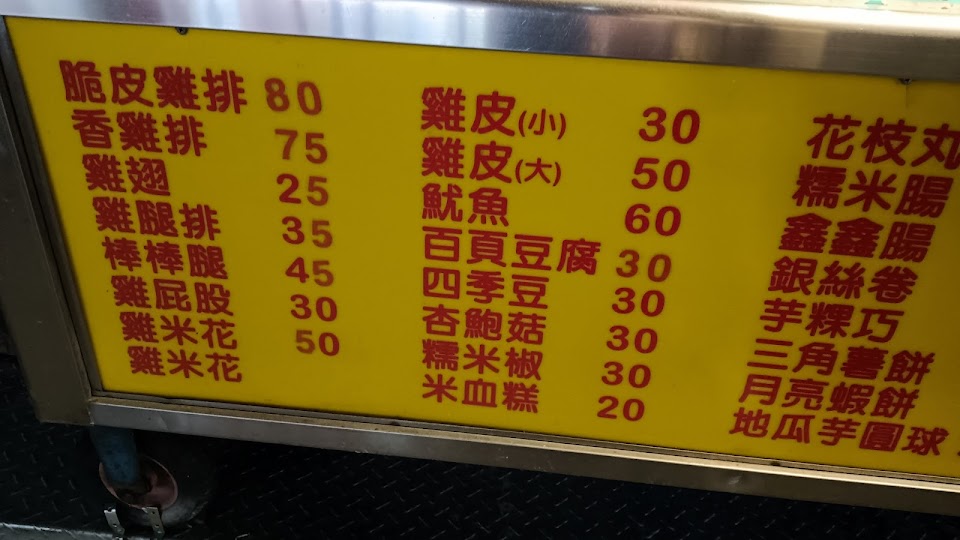 脆皮雞排 80
香雞排 75
雞翅 25
雞腿排 35
棒棒腿 45
雞屁股 30
雞米花 50
雞米花
雞皮(小) 30
雞皮(大) 50
魷魚 60
百頁豆腐 30
四季豆 30
杏鮑菇 30
糯米椒 30
米血糕 20
花枝丸
糯米腸
鑫鑫腸
銀絲卷
芋粿巧
三角薯餅
月亮蝦餅
地瓜芋圓球